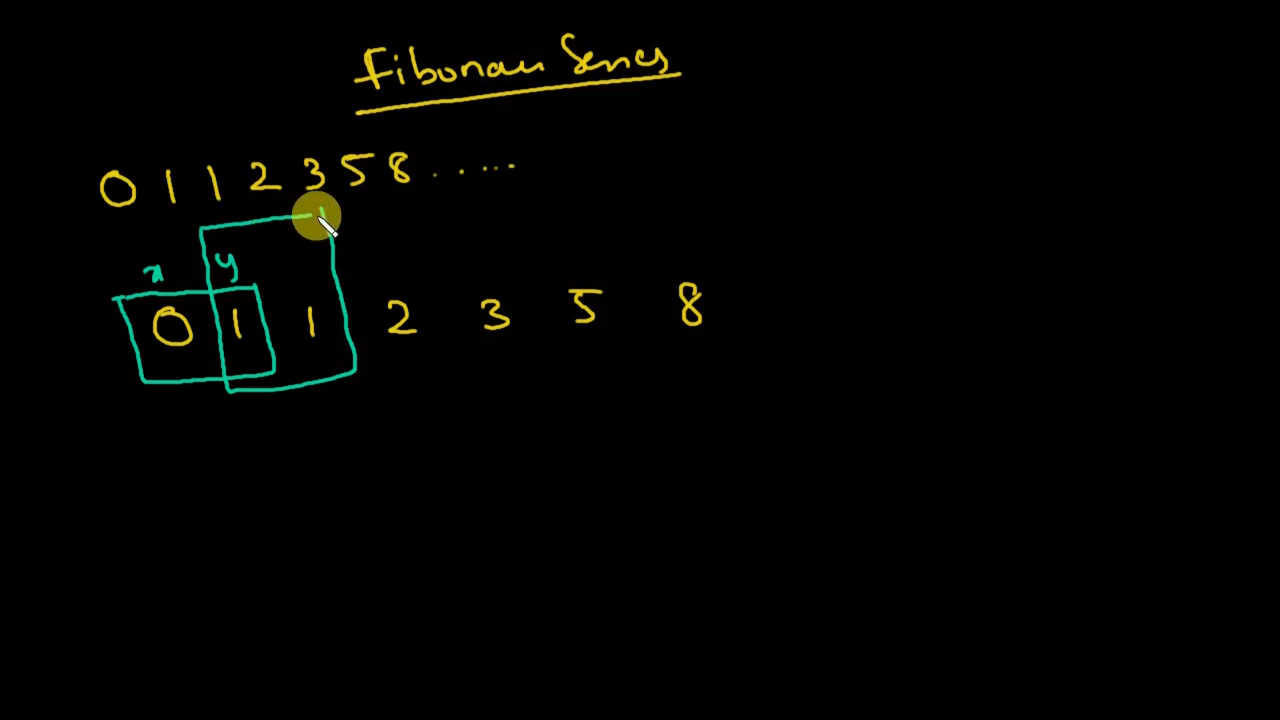 Fibonacci Series
0 1 1 2 3 5 8 . . . . .
x y
0 1 1 2 3 5 8